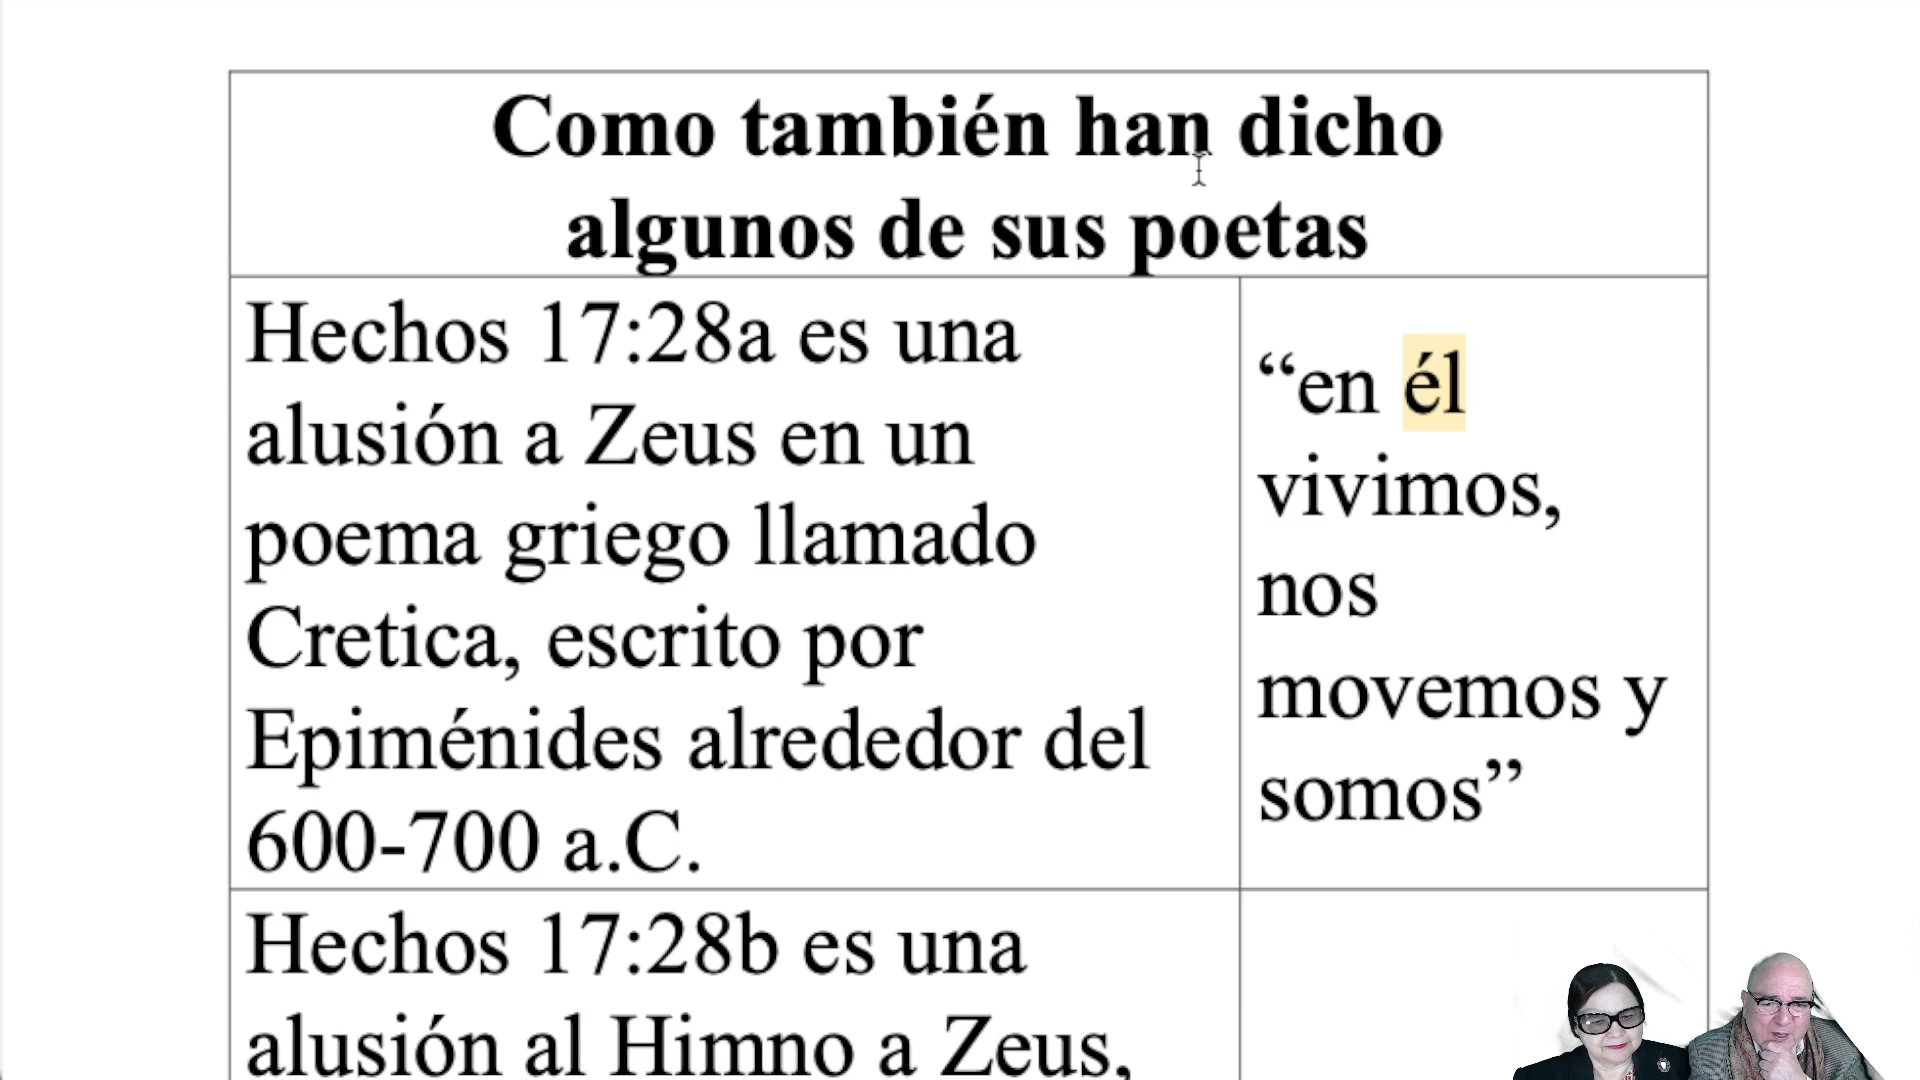 Como también han dicho
algunos de sus poetas
Hechos 17:28a es una
alusión a Zeus en un
poema griego llamado
Cretica, escrito por
Epiménides alrededor del
600-700 a.C.
“en él
vivimos,
nos
movemos y
somos”
Hechos 17:28b es una
alusión al Himno a Zeus,